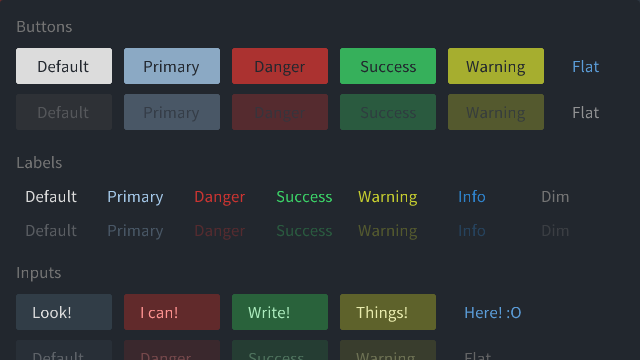 Buttons
Default Primary Danger Success Warning Flat
Default Primary Danger Success Warning Flat
Labels
Default Primary Danger Success Warning Info Dim
Default Primary Danger Success Warning Info Dim
Inputs
Look! I can! Write! Things! Here! :O
Default Danger Success Warning Flat